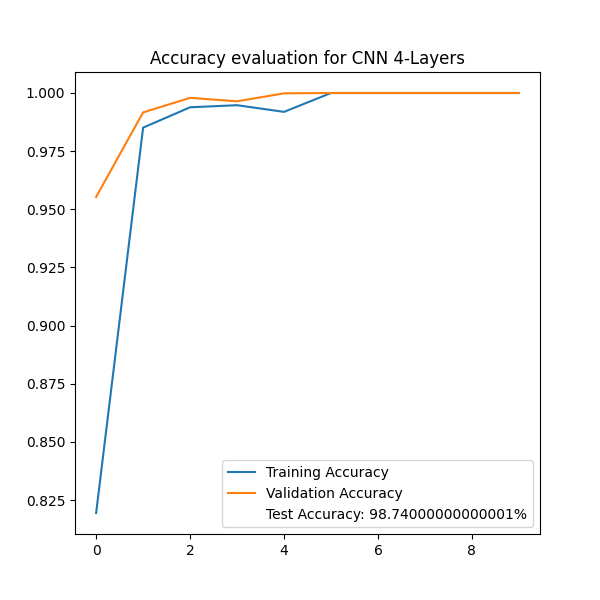 Accuracy evaluation for CNN 4-Layers
1.000
0.975
0.950
0.925
0.900
0.875
0.850
0.825
Training Accuracy
Validation Accuracy
Test Accuracy: 98.74000000000001%
0 2 4 6 8